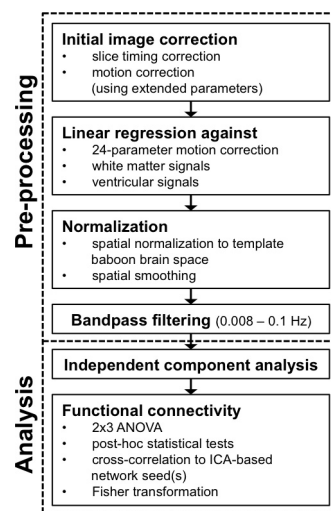 Pre-processing
Initial image correction
• slice timing correction
• motion correction
(using extended parameters)
Linear regression against
• 24-parameter motion correction
• white matter signals
• ventricular signals
Normalization
• spatial normalization to template
baboon brain space
• spatial smoothing
Bandpass filtering (0.008 – 0.1 Hz)
Analysis
Independent component analysis
Functional connectivity
• 2x3 ANOVA
• post-hoc statistical tests
• cross-correlation to ICA-based
network seed(s)
• Fisher transformation